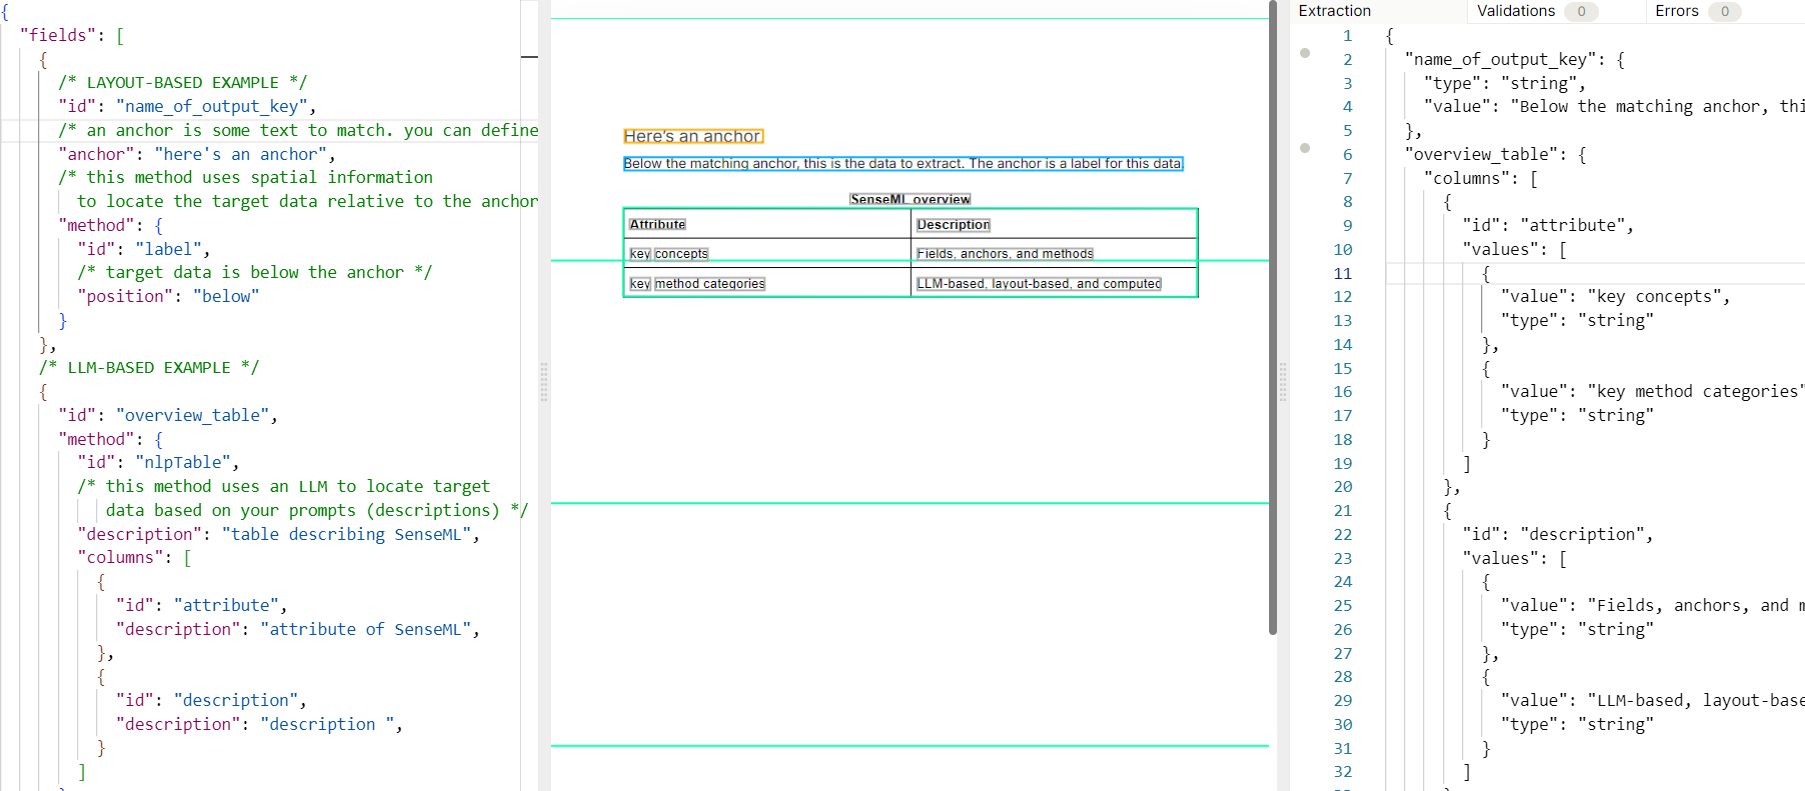 {
"fields": [
{
/* LAYOUT-BASED EXAMPLE */
"id": "name_of_output_key",
/* an anchor is some text to match. you can define
"anchor": "here's an anchor",
/* this method uses spatial information
to locate the target data relative to the anchor
"method": {
"id": "label",
/* target data is below the anchor */
"position": "below"
}
},
/* LLM-BASED EXAMPLE */
{
"id": "overview_table",
"method": {
"id": "nlpTable",
/* this method uses an LLM to locate target
data based on your prompts (descriptions) */
"description": "table describing SenseML",
"columns": [
{
"id": "attribute",
"description": "attribute of SenseML",
},
{
"id": "description",
"description": "description ",
}
]
Here's an anchor
Below the matching anchor, this is the data to extract. The anchor is a label for this data.
SenseML overview
Attribute Description
key concepts Fields, anchors, and methods
key method categories LLM-based, layout-based, and computed
Extraction Validations 0 Errors 0
1 {
2 "name_of_output_key": {
3 "type": "string",
4 "value": "Below the matching anchor, thi
5 },
6 "overview_table": {
7 "columns": [
8 {
9 "id": "attribute",
10 "values": [
11 {
12 "value": "key concepts",
13 "type": "string"
14 },
15 {
16 "value": "key method categories"
17 "type": "string"
18 }
19 ]
20 },
21 {
22 "id": "description",
23 "values": [
24 {
25 "value": "Fields, anchors, and m
26 "type": "string"
27 },
28 {
29 "value": "LLM-based, layout-base
30 "type": "string"
31 }
32 ]